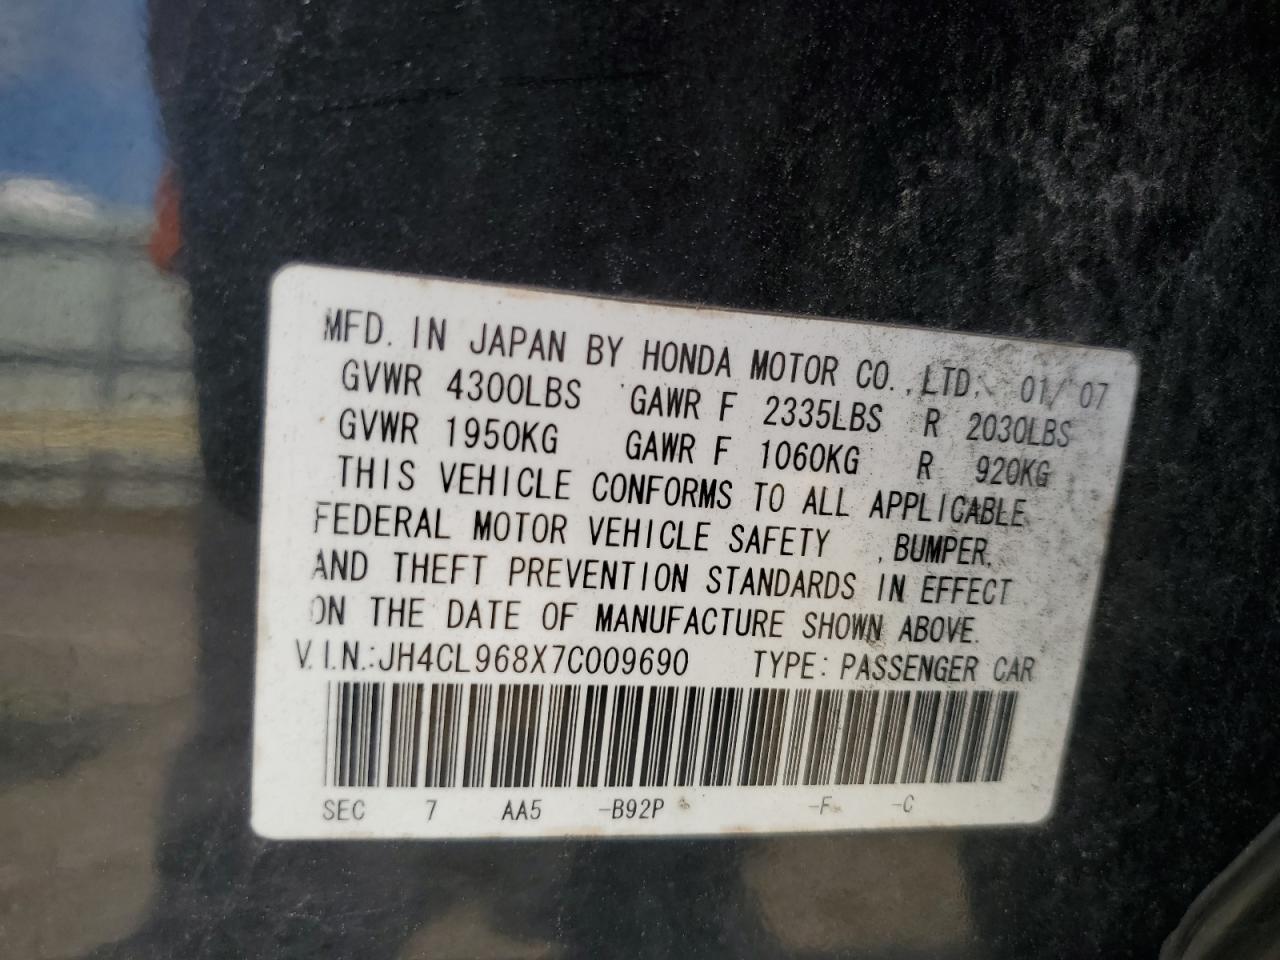 MFD. IN JAPAN BY HONDA MOTOR CO., LTD. 01/07
GVWR 4300LBS GAWR F 2335LBS R 2030LBS
GVWR 1950KG GAWR F 1060KG R 920KG
THIS VEHICLE CONFORMS TO ALL APPLICABLE
FEDERAL MOTOR VEHICLE SAFETY , BUMPER,
AND THEFT PREVENTION STANDARDS IN EFFECT
ON THE DATE OF MANUFACTURE SHOWN ABOVE.
V.I.N.:JH4CL968X7C009690 TYPE: PASSENGER CAR
SEC 7 AA5 -B92P -F -C